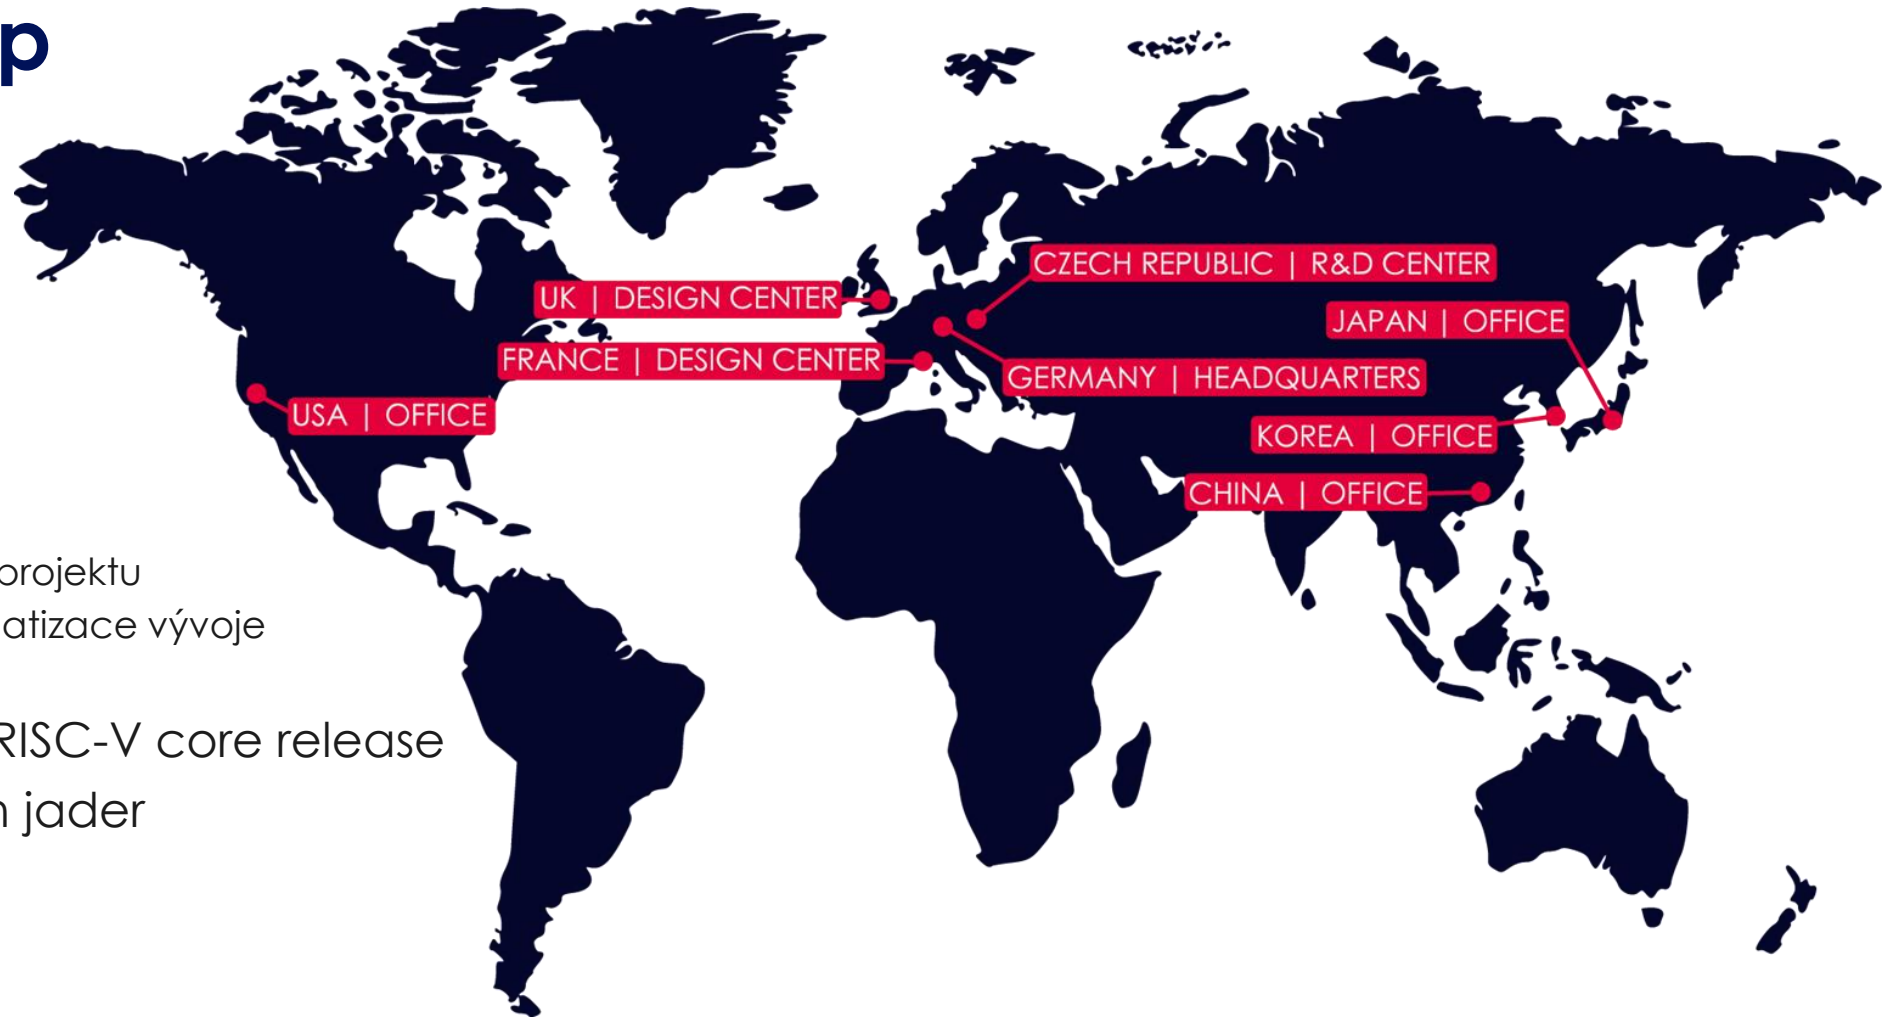 p
CZECH REPUBLIC | R&D CENTER
UK | DESIGN CENTER
JAPAN | OFFICE
FRANCE | DESIGN CENTER
GERMANY | HEADQUARTERS
USA | OFFICE
KOREA | OFFICE
CHINA | OFFICE
projektu
atizace vývoje
RISC-V core release
n jader